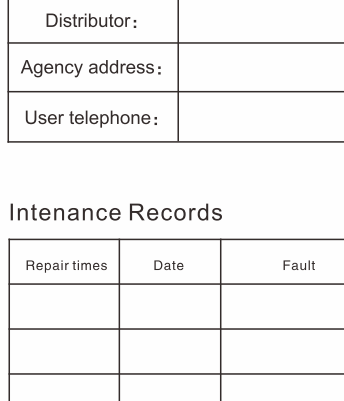 Distributor：
Agency address：
User telephone：
Intenance Records
Repair times Date Fault